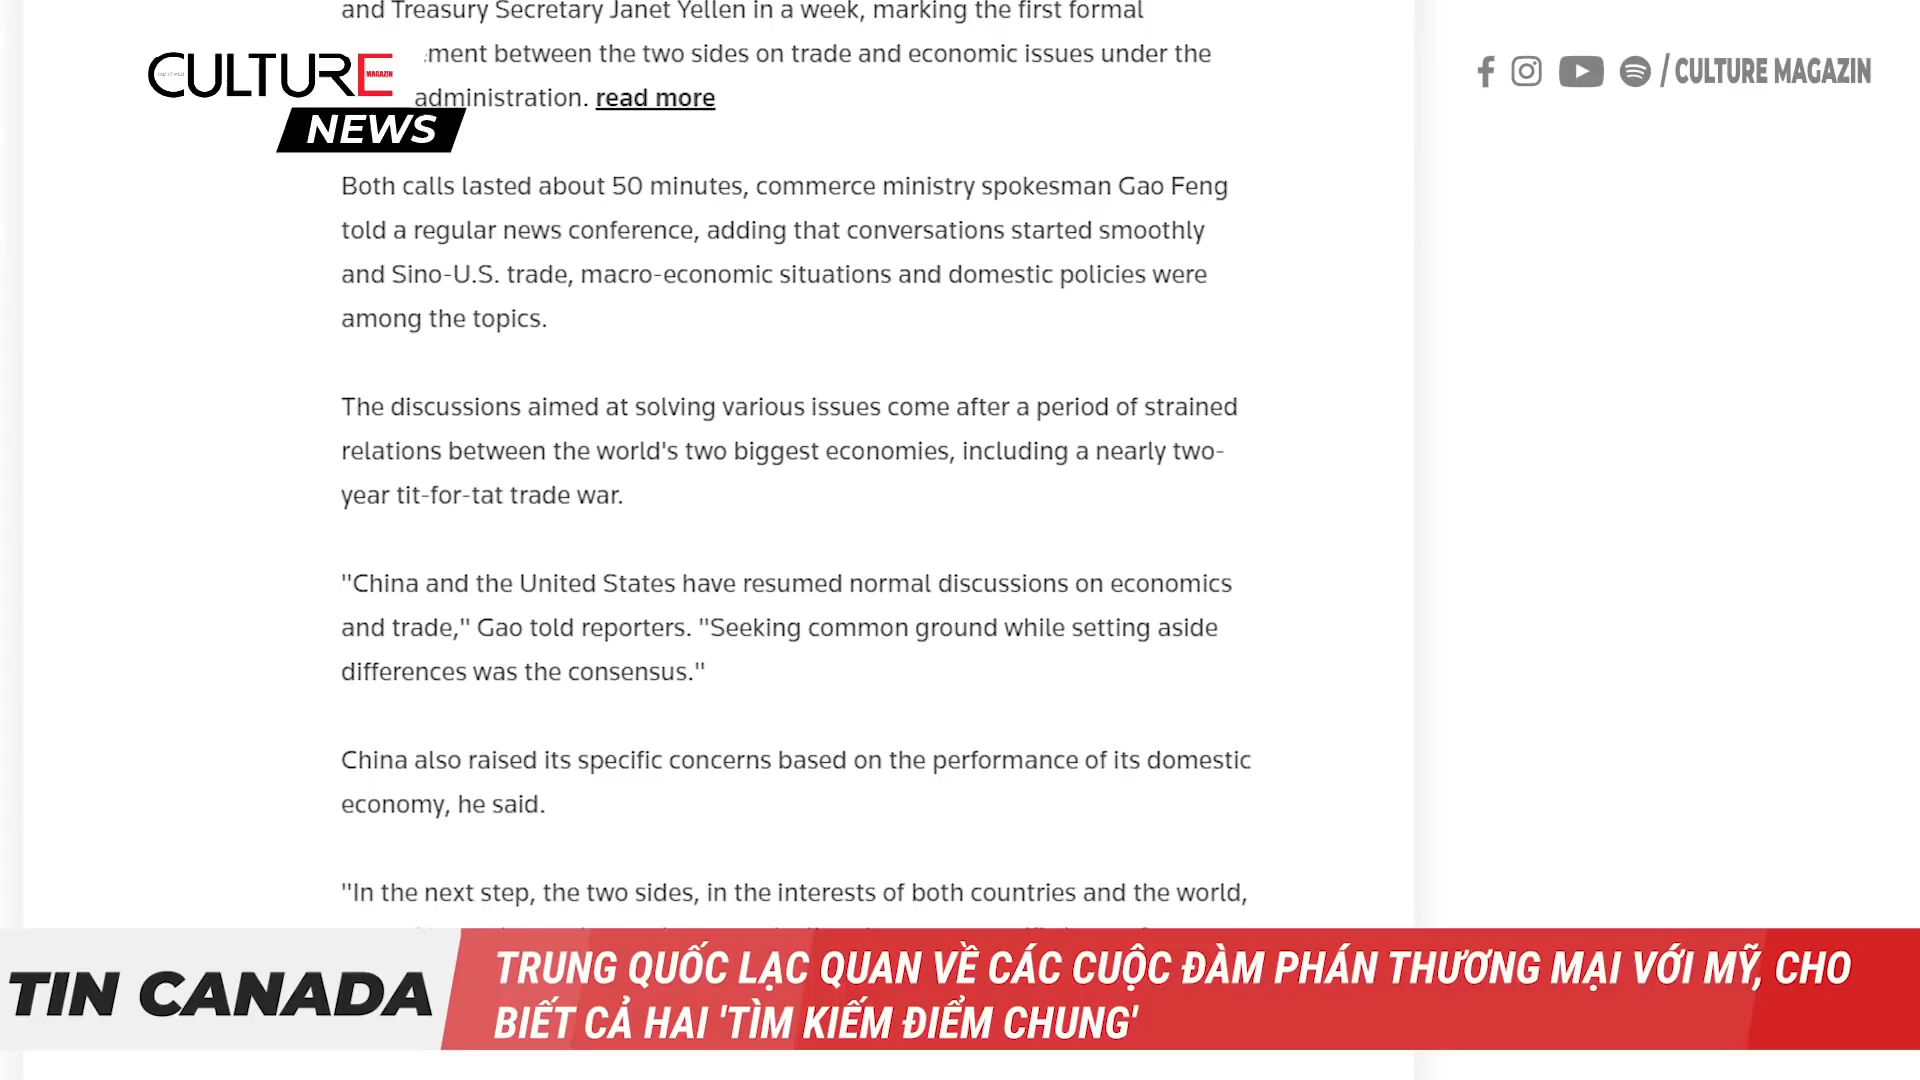 and Treasury Secretary Janet Yellen in a week, marking the first formal
ment between the two sides on trade and economic issues under the
administration. read more
CULTURE MAGAZIN
NEWS
/ CULTURE MAGAZIN
Both calls lasted about 50 minutes, commerce ministry spokesman Gao Feng
told a regular news conference, adding that conversations started smoothly
and Sino-U.S. trade, macro-economic situations and domestic policies were
among the topics.
The discussions aimed at solving various issues come after a period of strained
relations between the world's two biggest economies, including a nearly two-
year tit-for-tat trade war.
"China and the United States have resumed normal discussions on economics
and trade," Gao told reporters. "Seeking common ground while setting aside
differences was the consensus."
China also raised its specific concerns based on the performance of its domestic
economy, he said.
"In the next step, the two sides, in the interests of both countries and the world,
TIN CANADA
TRUNG QUỐC LẠC QUAN VỀ CÁC CUỘC ĐÀM PHÁN THƯƠNG MẠI VỚI MỸ, CHO
BIẾT CẢ HAI 'TÌM KIẾM ĐIỂM CHUNG'